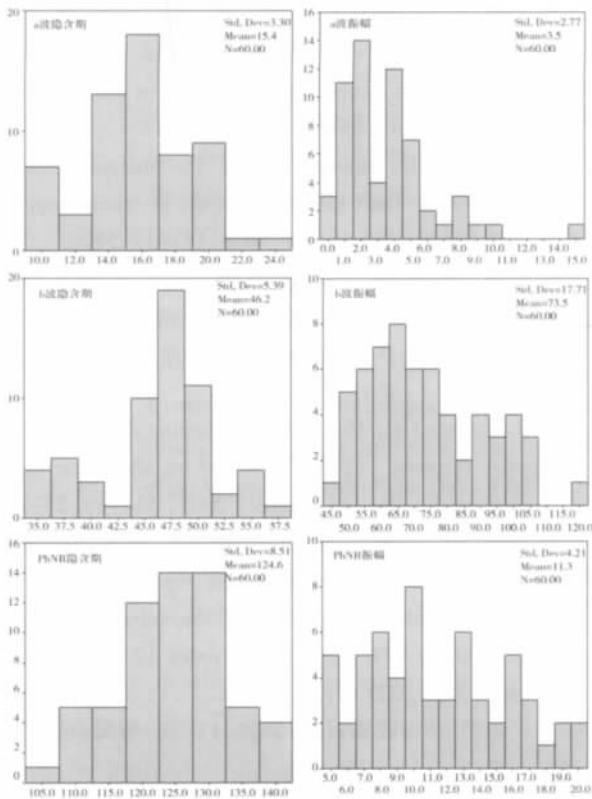 a波隐含期
Std, Dev=3.30
Mean=15.4
N=60.00
20
10
0
10.0 12.0 14.0 16.0 18.0 20.0 22.0 24.0
a波振幅
Std, Dev=2.77
Mean=3.5
N=60.00
16
14
12
10
8
6
4
2
0
0.0 2.0 4.0 6.0 8.0 10.0 12.0 14.0
1.0 3.0 5.0 7.0 9.0 11.0 13.0 15.0
b波隐含期
Std, Dev=5.39
Mean=46.2
N=60.00
20
10
0
35.0 37.5 40.0 42.5 45.0 47.5 50.0 52.5 55.0 57.5
b波振幅
Std, Dev=17.71
Mean=73.5
N=60.00
10
8
6
4
2
0
45.0 55.0 65.0 75.0 85.0 95.0 105.0 115.0
50.0 60.0 70.0 80.0 90.0 100.0 110.0 120.0
PhNR隐含期
Std, Dev=8.51
Mean=124.6
N=60.00
16
14
12
10
8
6
4
2
0
105.0 110.0 115.0 120.0 125.0 130.0 135.0 140.0
PhNR振幅
Std, Dev=4.21
Mean=11.3
N=60.00
10
8
6
4
2
0
5.0 7.0 9.0 11.0 13.0 15.0 17.0 19.0
6.0 8.0 10.0 12.0 14.0 16.0 18.0 20.0